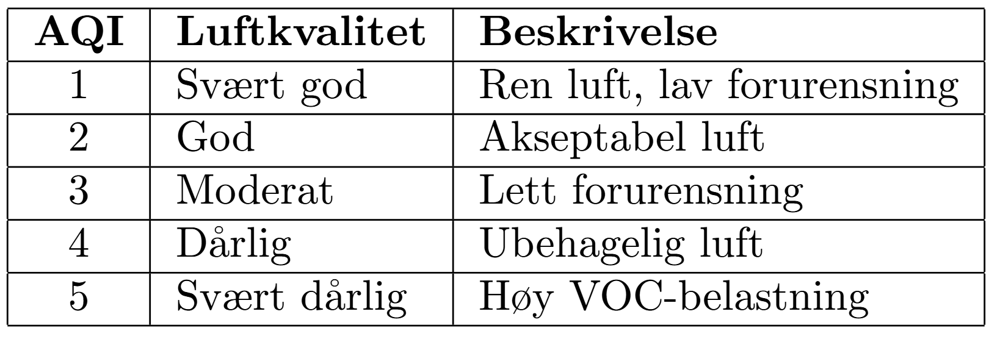 AQI Luftkvalitet Beskrivelse
1 Svært god Ren luft, lav forurensning
2 God Akseptabel luft
3 Moderat Lett forurensning
4 Dårlig Ubehagelig luft
5 Svært dårlig Høy VOC-belastning